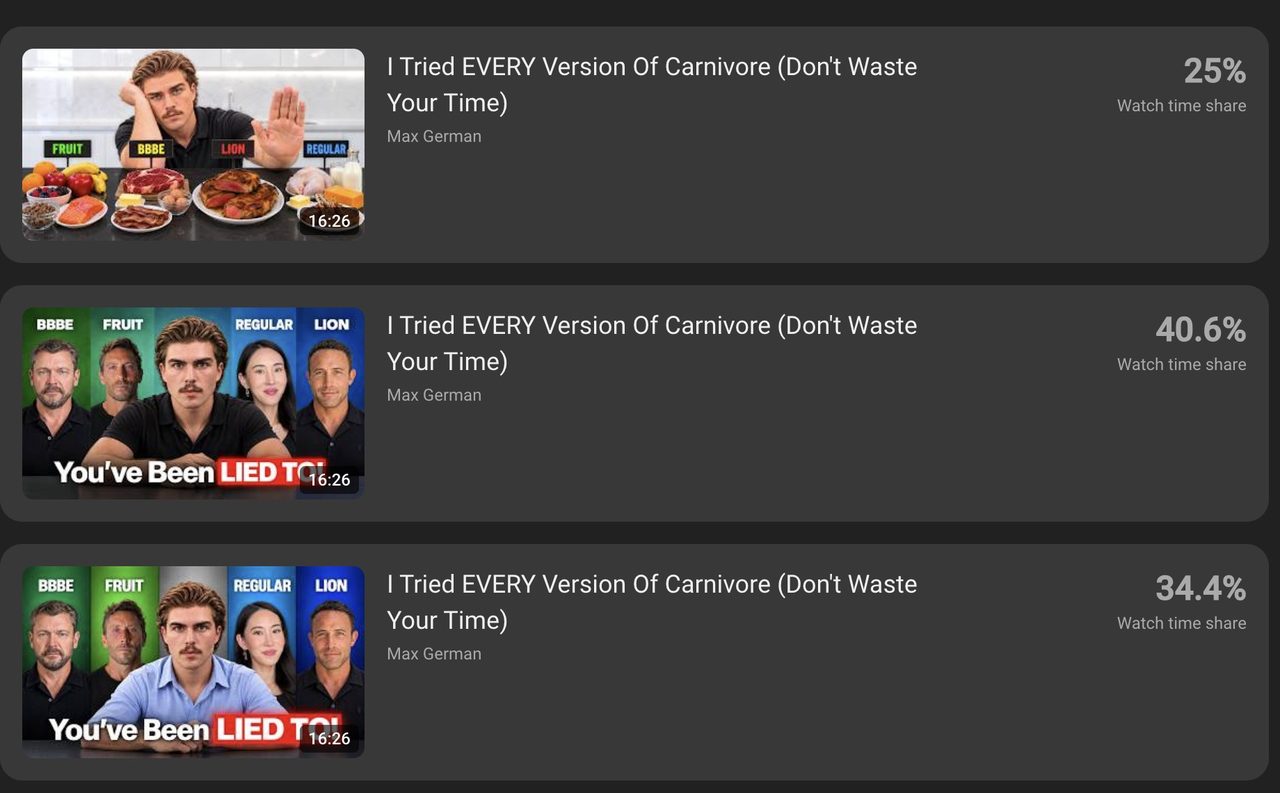 I Tried EVERY Version Of Carnivore (Don't Waste
Your Time)
Max German
25%
Watch time share
FRUIT
BBBE
LION
REGULAR
16:26
I Tried EVERY Version Of Carnivore (Don't Waste
Your Time)
Max German
40.6%
Watch time share
BBBE
FRUIT
REGULAR
LION
You've Been LIED TO!
16:26
I Tried EVERY Version Of Carnivore (Don't Waste
Your Time)
Max German
34.4%
Watch time share
BBBE
FRUIT
REGULAR
LION
You've Been LIED TO!
16:26